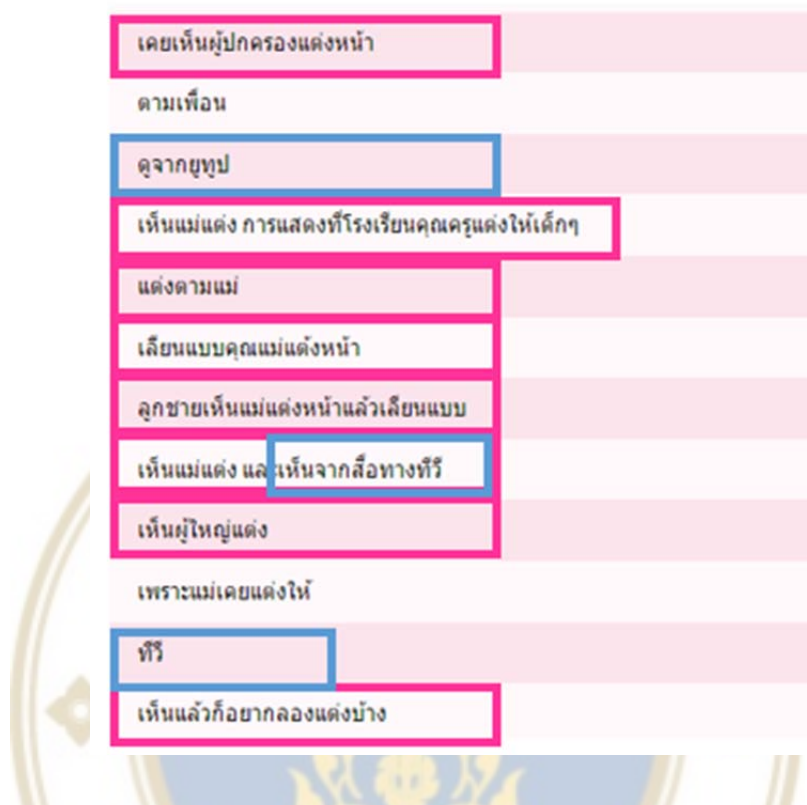 เคยเห็นผู้ปกครองแต่งหน้า
ตามเพื่อน
ดูจากยูทูป
เห็นแม่แต่ง การแสดงที่โรงเรียนคุณครูแต่งให้เด็กๆ
แต่งตามแม่
เลียนแบบคุณแม่แต้งหน้า
ลูกชายเห็นแม่แต่งหน้าแล้วเลียนแบบ
เห็นแม่แต่ง และเห็นจากสื่อทางทีวี
เห็นผู้ใหญ่แต่ง
เพราะแม่เคยแต่งให้
ทีวี
เห็นแล้วก็อยากลองแต่งบ้าง